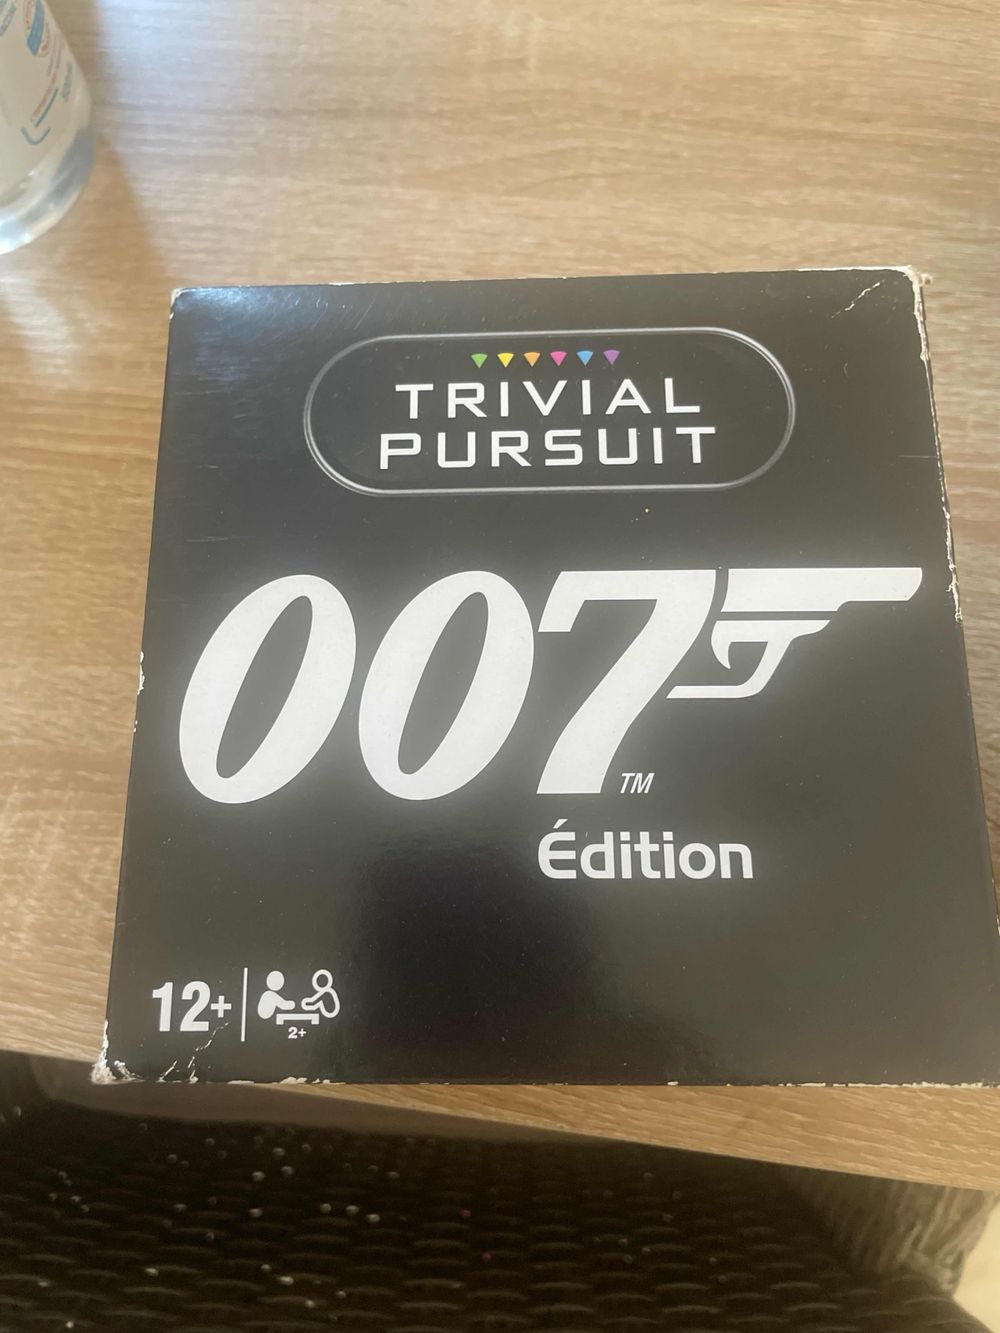 TRIVIAL
PURSUIT
007
TM
Édition
12+
2+